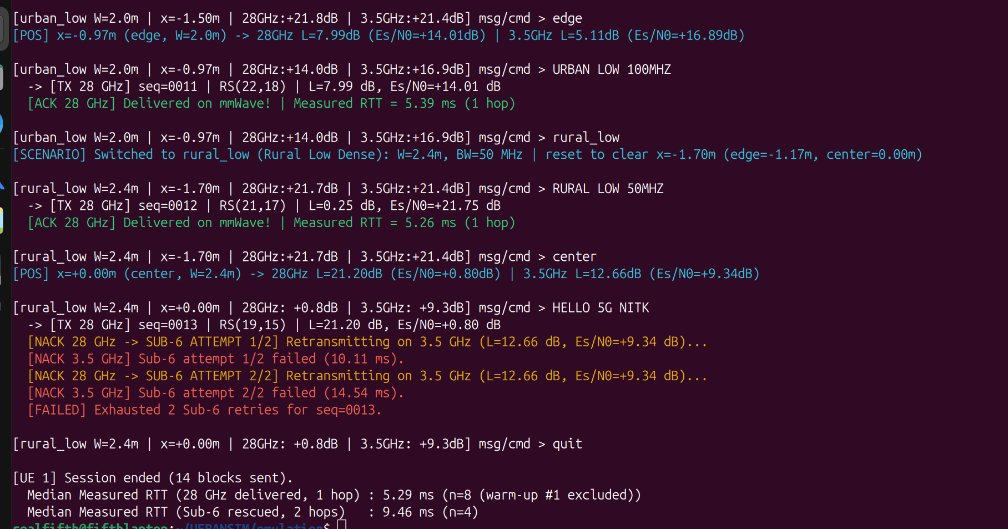 [urban_low W=2.0m | x=-1.50m | 28GHz:+21.8dB | 3.5GHz:+21.4dB] msg/cmd > edge
[POS] x=-0.97m (edge, W=2.0m) -> 28GHz L=7.99dB (Es/N0=+14.01dB) | 3.5GHz L=5.11dB (Es/N0=+16.89dB)
[urban_low W=2.0m | x=-0.97m | 28GHz:+14.0dB | 3.5GHz:+16.9dB] msg/cmd > URBAN LOW 100MHZ
-> [TX 28 GHz] seq=0011 | RS(22,18) | L=7.99 dB, Es/N0=+14.01 dB
[ACK 28 GHz] Delivered on mmWave! | Measured RTT = 5.39 ms (1 hop)
[urban_low W=2.0m | x=-0.97m | 28GHz:+14.0dB | 3.5GHz:+16.9dB] msg/cmd > rural_low
[SCENARIO] Switched to rural_low (Rural Low Dense): W=2.4m, BW=50 MHz | reset to clear x=-1.70m (edge=-1.17m, center=0.00m)
[rural_low W=2.4m | x=-1.70m | 28GHz:+21.7dB | 3.5GHz:+21.4dB] msg/cmd > RURAL LOW 50MHZ
-> [TX 28 GHz] seq=0012 | RS(21,17) | L=0.25 dB, Es/N0=+21.75 dB
[ACK 28 GHz] Delivered on mmWave! | Measured RTT = 5.26 ms (1 hop)
[rural_low W=2.4m | x=-1.70m | 28GHz:+21.7dB | 3.5GHz:+21.4dB] msg/cmd > center
[POS] x=+0.00m (center, W=2.4m) -> 28GHz L=21.20dB (Es/N0=+0.80dB) | 3.5GHz L=12.66dB (Es/N0=+9.34dB)
[rural_low W=2.4m | x=+0.00m | 28GHz: +0.8dB | 3.5GHz: +9.3dB] msg/cmd > HELLO 5G NITK
-> [TX 28 GHz] seq=0013 | RS(19,15) | L=21.20 dB, Es/N0=+0.80 dB
[NACK 28 GHz -> SUB-6 ATTEMPT 1/2] Retransmitting on 3.5 GHz (L=12.66 dB, Es/N0=+9.34 dB)...
[NACK 3.5 GHz] Sub-6 attempt 1/2 failed (10.11 ms).
[NACK 28 GHz -> SUB-6 ATTEMPT 2/2] Retransmitting on 3.5 GHz (L=12.66 dB, Es/N0=+9.34 dB)...
[NACK 3.5 GHz] Sub-6 attempt 2/2 failed (14.54 ms).
[FAILED] Exhausted 2 Sub-6 retries for seq=0013.
[rural_low W=2.4m | x=+0.00m | 28GHz: +0.8dB | 3.5GHz: +9.3dB] msg/cmd > quit
[UE 1] Session ended (14 blocks sent).
Median Measured RTT (28 GHz delivered, 1 hop) : 5.29 ms (n=8 (warm-up #1 excluded))
Median Measured RTT (Sub-6 rescued, 2 hops) : 9.46 ms (n=4)